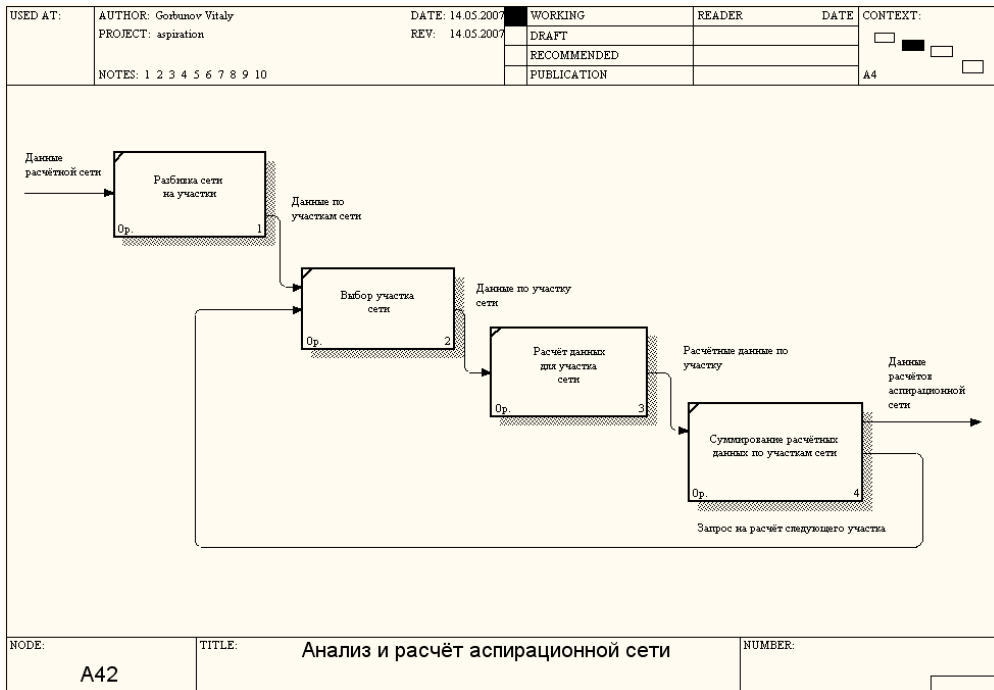 USED AT:
AUTHOR: Gorbunov Vitaly
DATE: 14.05.2007
PROJECT: aspiration
REV: 14.05.2007
NOTES: 1 2 3 4 5 6 7 8 9 10
WORKING
DRAFT
RECOMMENDED
PUBLICATION
READER
DATE
CONTEXT:
A4
Данные
расчётной сети
Разбивка сети
на участки
0р.
1
Данные по
участкам сети
Выбор участка
сети
0р.
2
Данные по участку
сети
Расчёт данных
для участка
сети
0р.
3
Расчётные данные по
участку
Суммирование расчётных
данных по участкам сети
0р.
4
Данные
расчётов
аспирационной
сети
Запрос на расчёт следующего участка
NODE:
A42
TITLE:
Анализ и расчёт аспирационной сети
NUMBER: